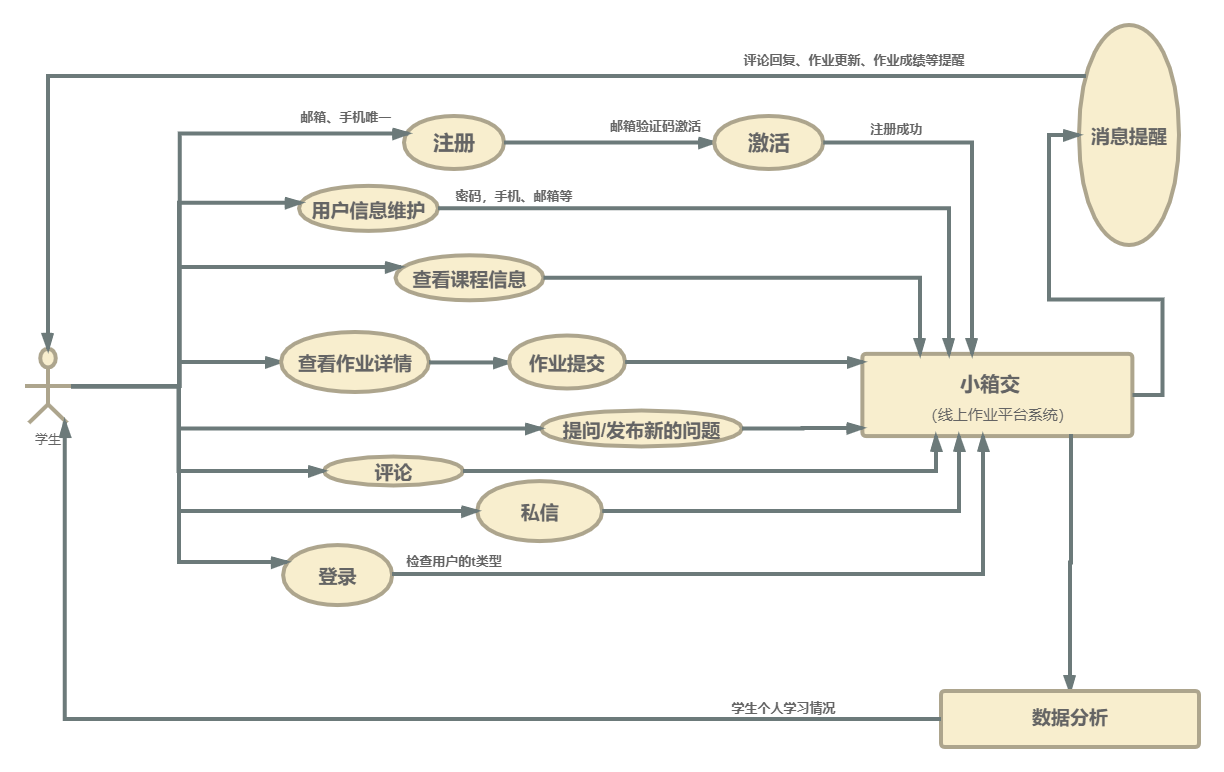 评论回复、作业更新、作业成绩等提醒
邮箱、手机唯一
注册
邮箱验证码激活
激活
注册成功
消息提醒
用户信息维护
密码，手机、邮箱等
查看课程信息
查看作业详情
作业提交
小箱交
（线上作业平台系统）
学生
提问/发布新的问题
评论
私信
登录
检查用户的t类型
学生个人学习情况
数据分析